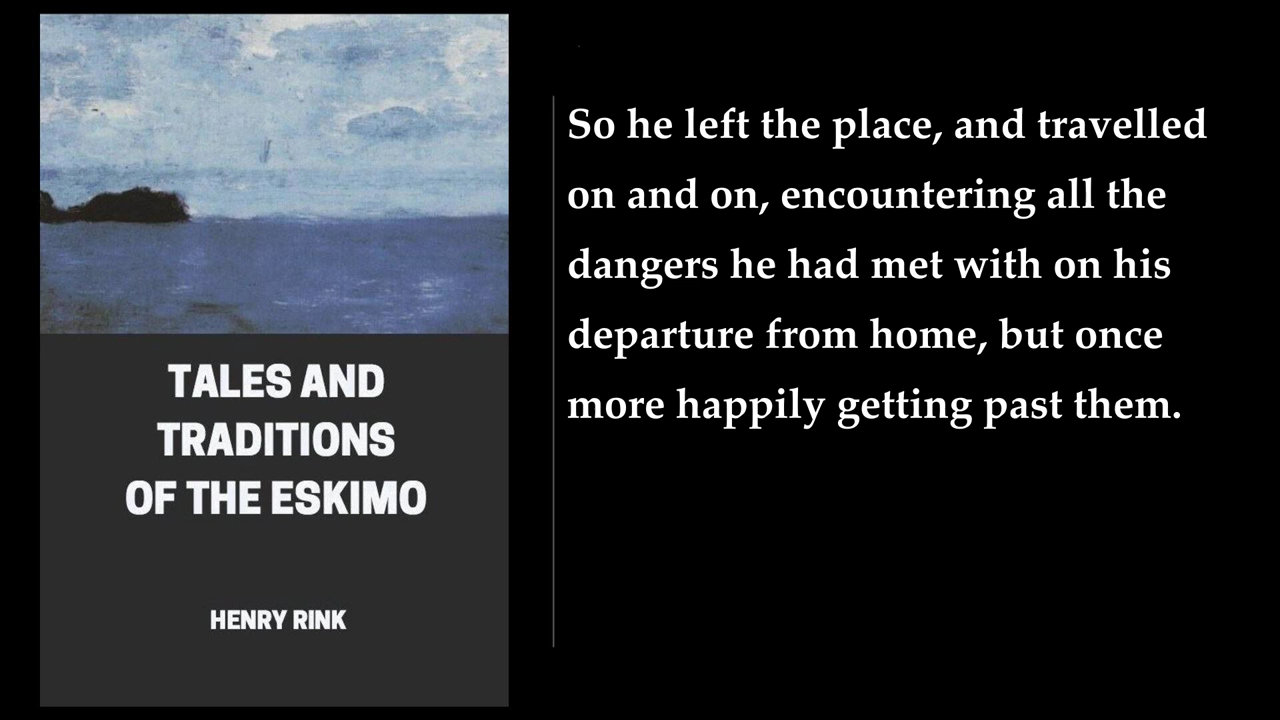 TALES AND
TRADITIONS
OF THE ESKIMO
HENRY RINK
So he left the place, and travelled
on and on, encountering all the
dangers he had met with on his
departure from home, but once
more happily getting past them.